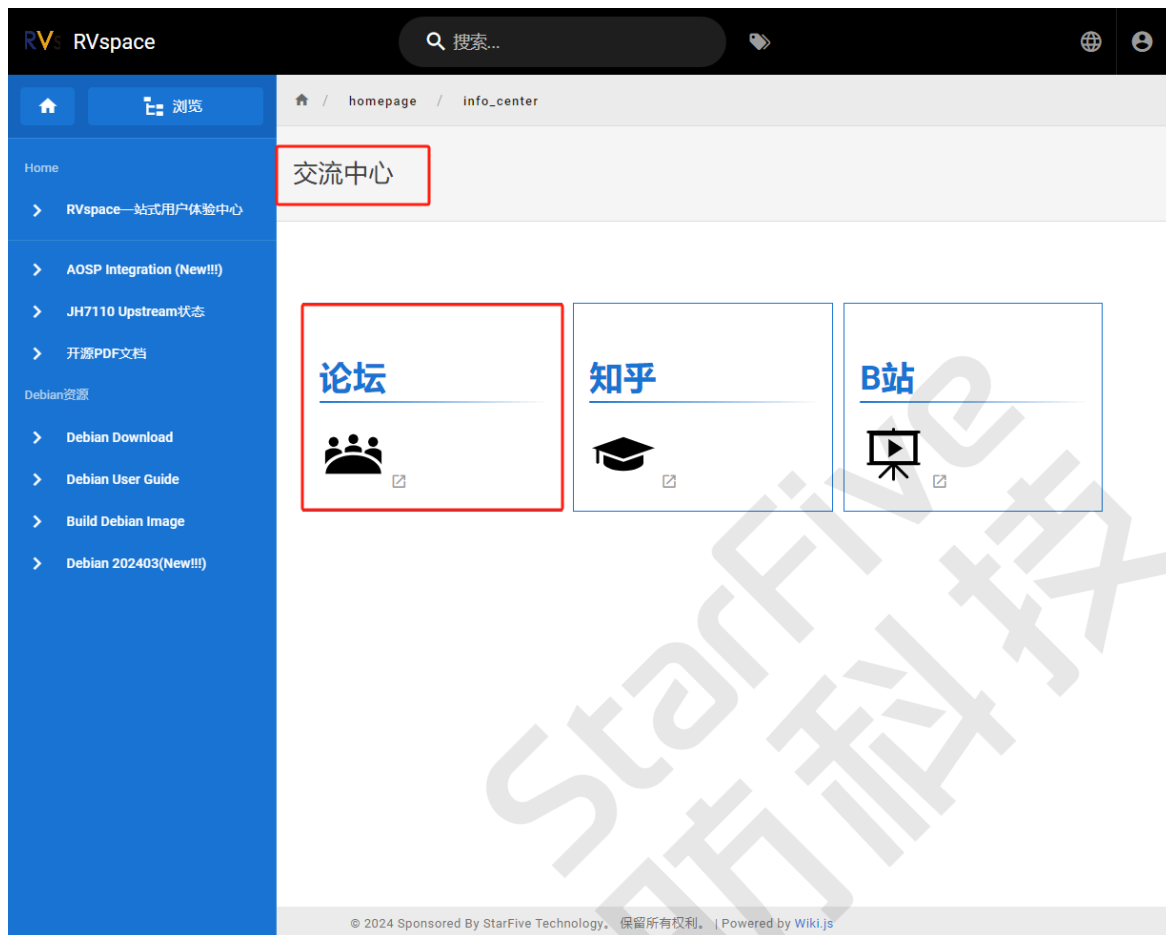 RVs RVspace
搜索...
浏览
homepage / info_center
Home
RVspace一站式用户体验中心
AOSP Integration (New!!!)
JH7110 Upstream状态
开源PDF文档
Debian资源
Debian Download
Debian User Guide
Build Debian Image
Debian 202403(New!!!)
交流中心
论坛
知乎
B站
StarFive
昉科技
© 2024 Sponsored By StarFive Technology。 保留所有权利。 | Powered by Wiki.js